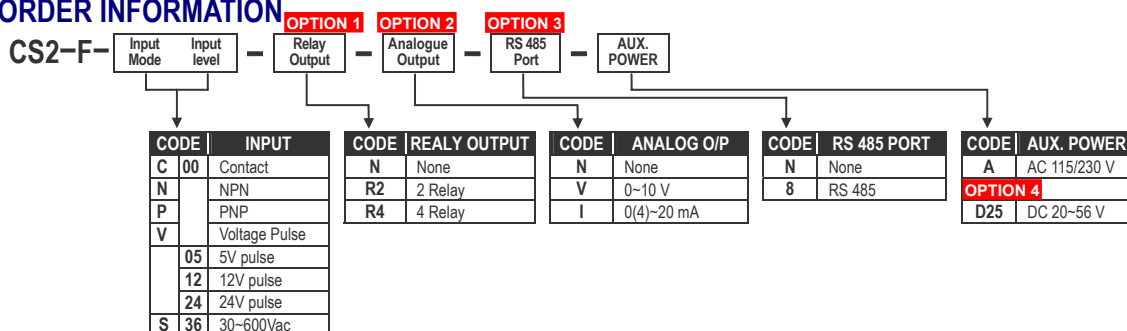 ORDER INFORMATION
OPTION 1 OPTION 2 OPTION 3
CS2-F- Input Mode Input level - Relay Output - Analogue Output - RS 485 Port - AUX. POWER
CODE INPUT
C 00 Contact
N NPN
P PNP
V Voltage Pulse
05 5V pulse
12 12V pulse
24 24V pulse
S 36 30~600Vac
CODE REALY OUTPUT
N None
R2 2 Relay
R4 4 Relay
CODE ANALOG O/P
N None
V 0~10 V
I 0(4)~20 mA
CODE RS 485 PORT
N None
8 RS 485
CODE AUX. POWER
A AC 115/230 V
OPTION 4
D25 DC 20~56 V